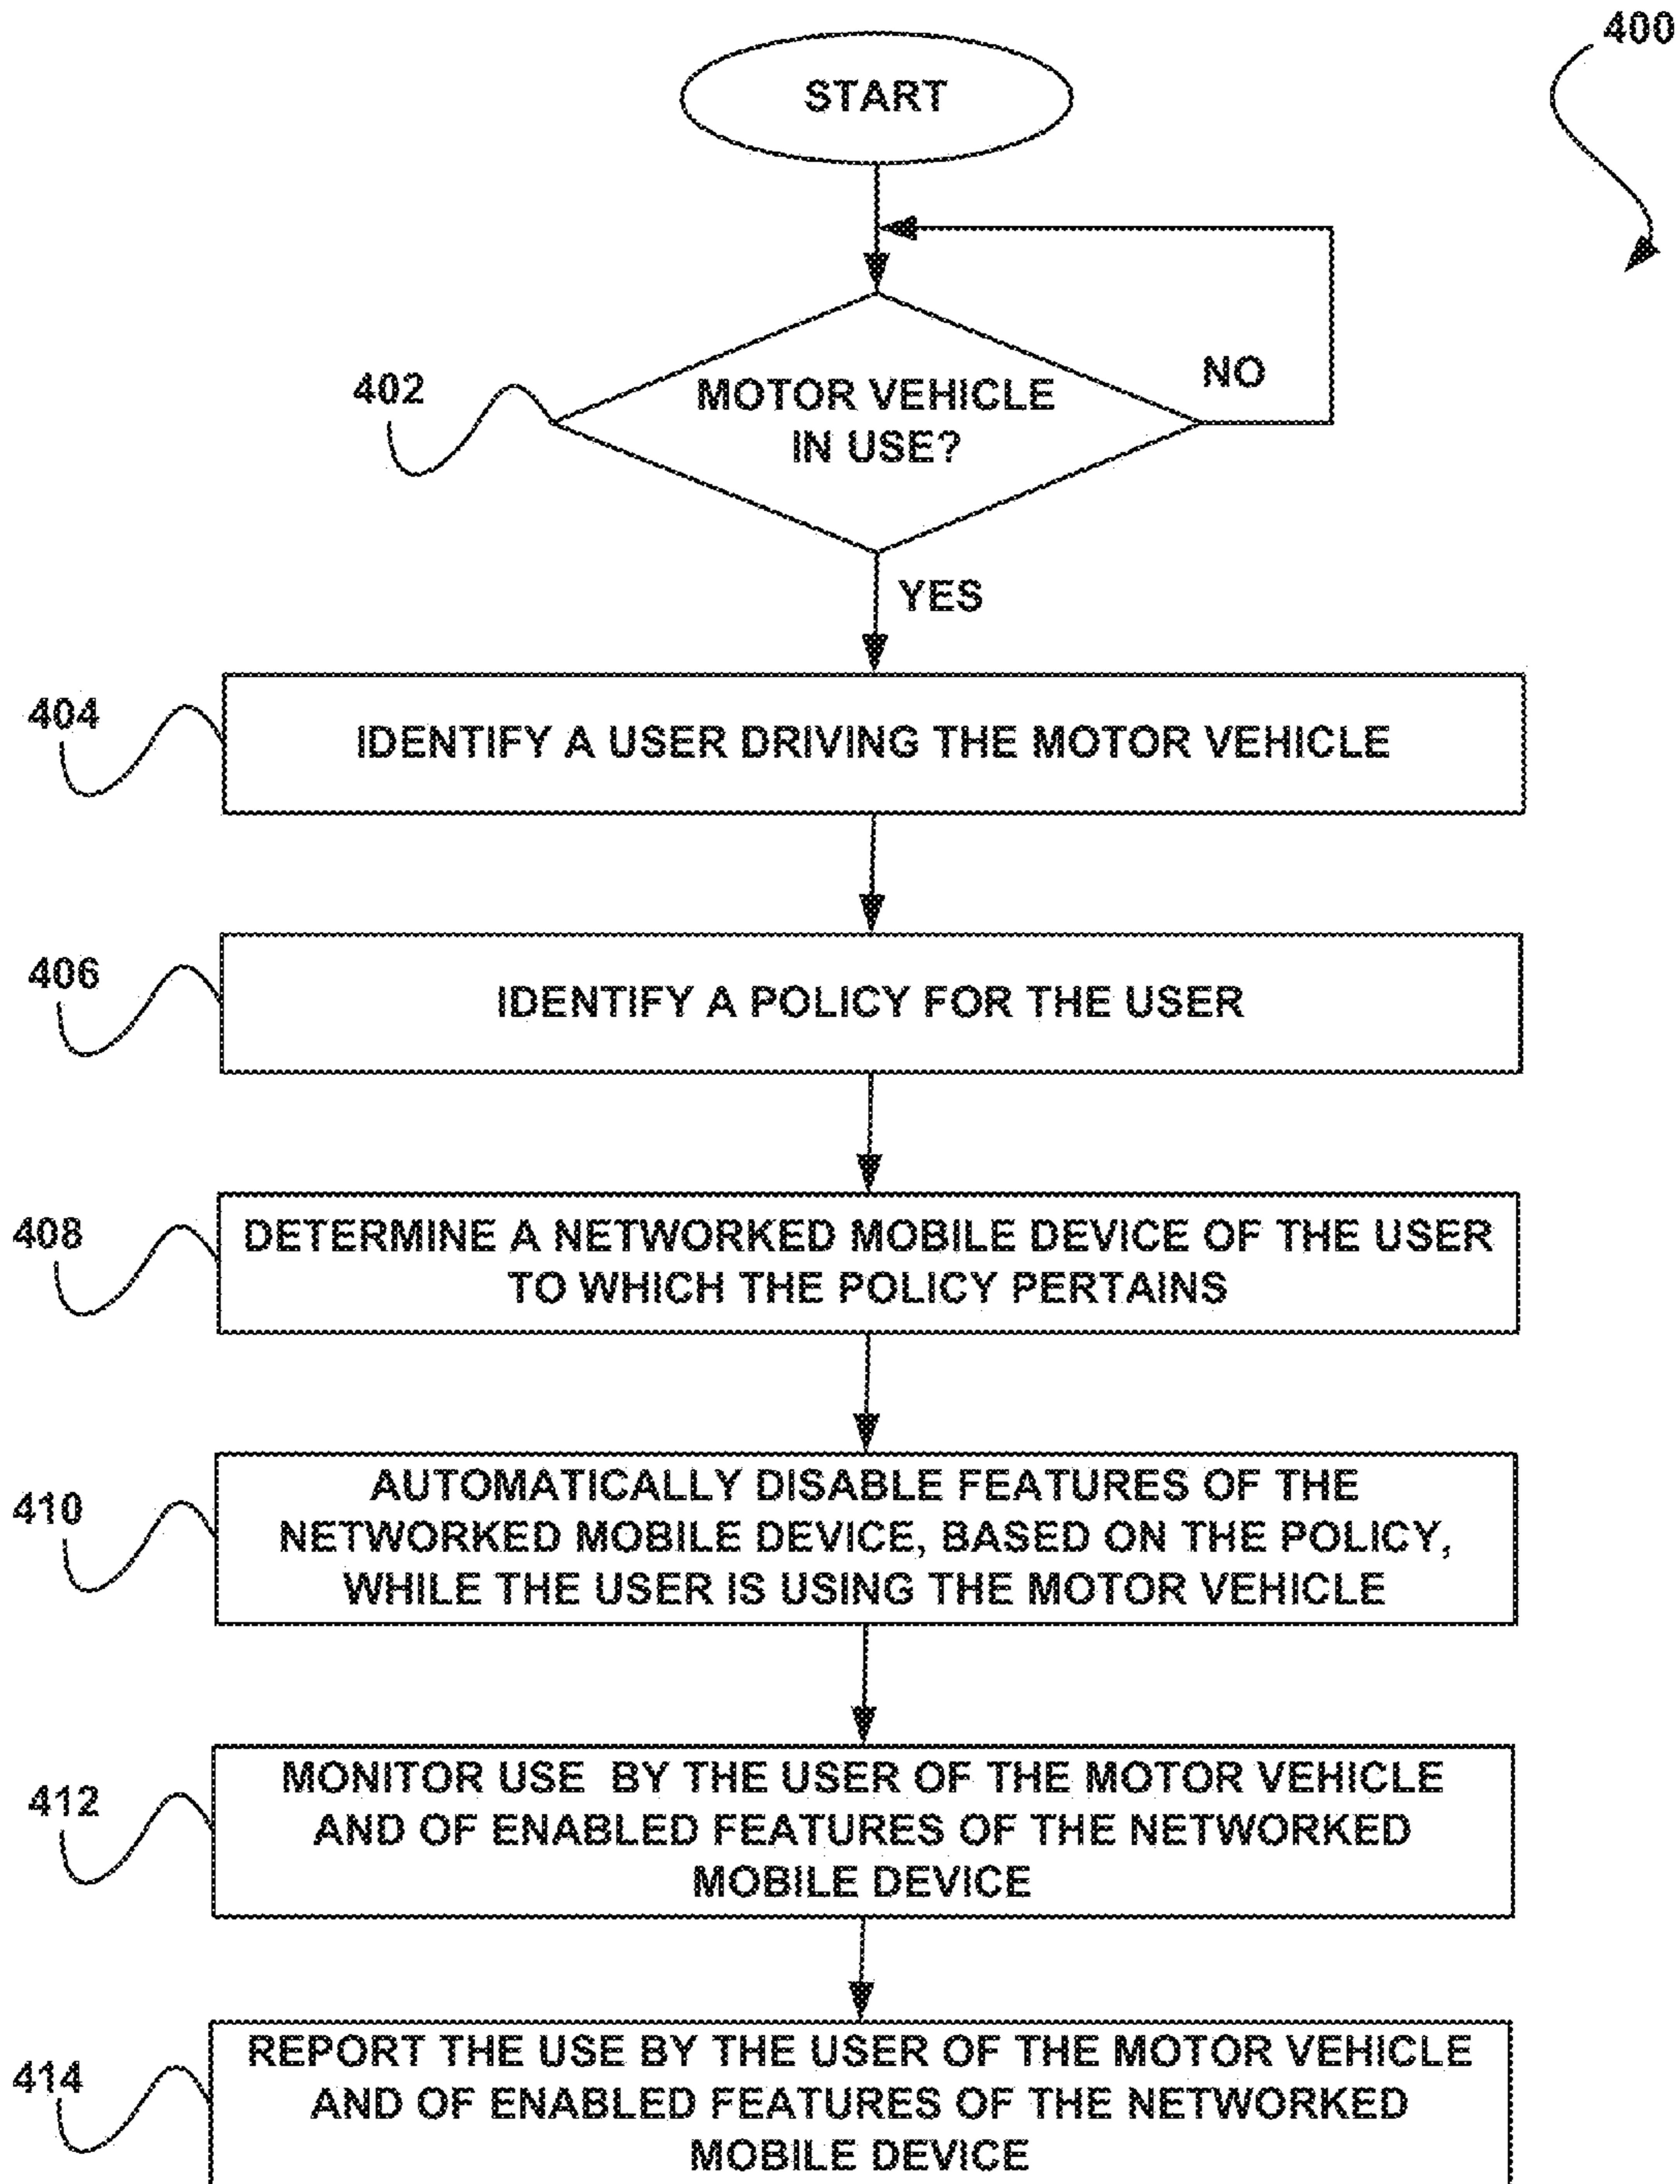 400
START
402
MOTOR VEHICLE
IN USE?
NO
YES
404
IDENTIFY A USER DRIVING THE MOTOR VEHICLE
406
IDENTIFY A POLICY FOR THE USER
408
DETERMINE A NETWORKED MOBILE DEVICE OF THE USER
TO WHICH THE POLICY PERTAINS
410
AUTOMATICALLY DISABLE FEATURES OF THE
NETWORKED MOBILE DEVICE, BASED ON THE POLICY,
WHILE THE USER IS USING THE MOTOR VEHICLE
412
MONITOR USE BY THE USER OF THE MOTOR VEHICLE
AND OF ENABLED FEATURES OF THE NETWORKED
MOBILE DEVICE
414
REPORT THE USE BY THE USER OF THE MOTOR VEHICLE
AND OF ENABLED FEATURES OF THE NETWORKED
MOBILE DEVICE